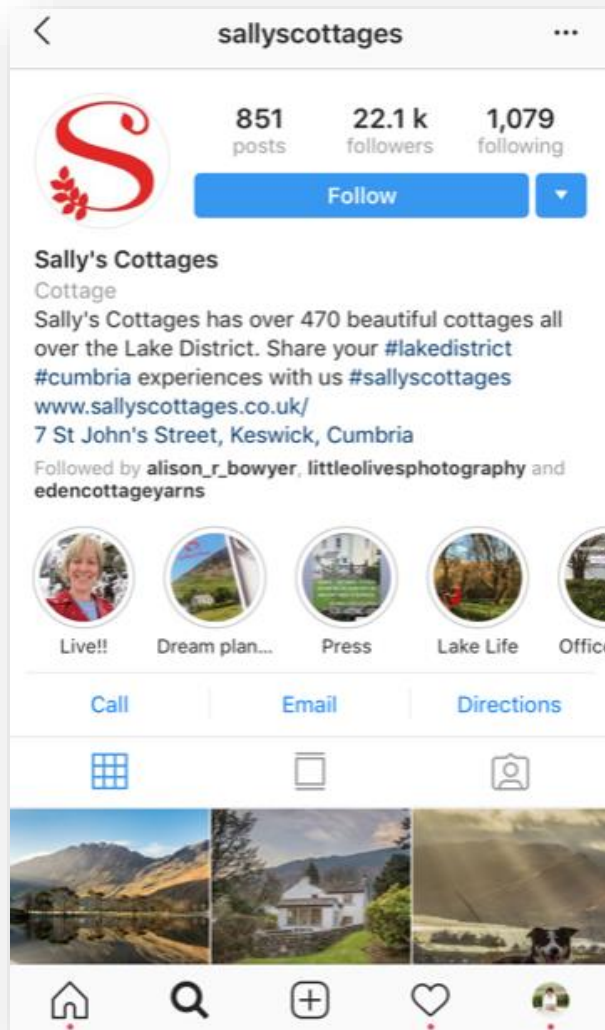 sallyscottages
851 22.1 k 1,079
posts followers following
Follow
Sally's Cottages
Cottage
Sally's Cottages has over 470 beautiful cottages all
over the Lake District. Share your #lakedistrict
#cumbria experiences with us #sallyscottages
www.sallyscottages.co.uk/
7 St John's Street, Keswick, Cumbria
Followed by alison_r_bowyer, littleolivesphotography and
edencottageyarns
Live!! Dream plan... Press Lake Life Office
Call Email Directions